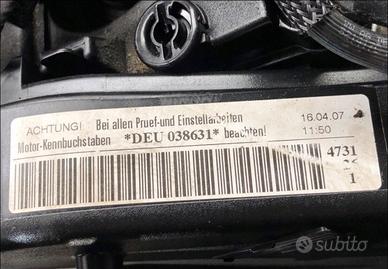 ACHTUNG! Bei allen Pruef-und Einstellarbeiten 16.04.07
Motor-Kennbuchstaben *DEU 038631* beachten! 11:50
4731
26
1
subito